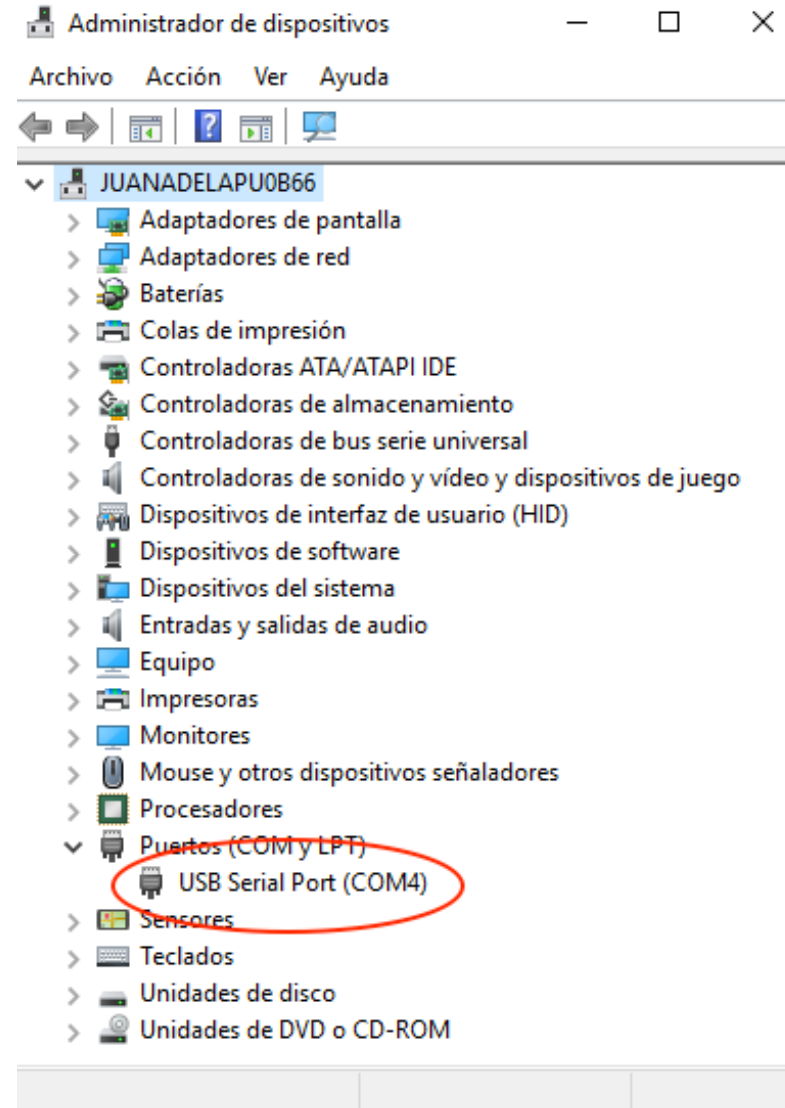 Administrador de dispositivos
Archivo Acción Ver Ayuda
JUANADELAPU0B66
Adaptadores de pantalla
Adaptadores de red
Baterías
Colas de impresión
Controladoras ATA/ATAPI IDE
Controladoras de almacenamiento
Controladoras de bus serie universal
Controladoras de sonido y vídeo y dispositivos de juego
Dispositivos de interfaz de usuario (HID)
Dispositivos de software
Dispositivos del sistema
Entradas y salidas de audio
Equipo
Impresoras
Monitores
Mouse y otros dispositivos señaladores
Procesadores
Puertos (COM y LPT)
USB Serial Port (COM4)
Sensores
Teclados
Unidades de disco
Unidades de DVD o CD-ROM